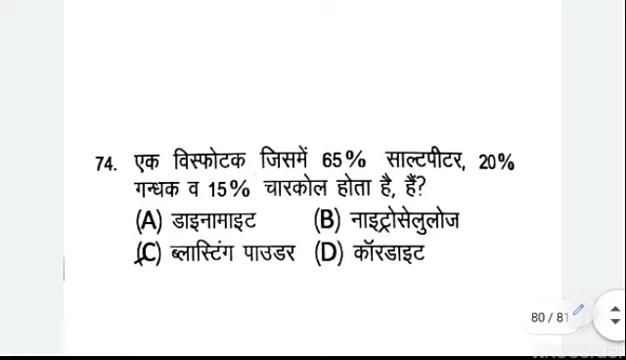 74. एक विस्फोटक जिसमें 65% साल्टपीटर, 20%
गन्धक व 15% चारकोल होता है, हैं?
(A) डाइनामाइट (B) नाइट्रोसेलुलोज
(C) ब्लास्टिंग पाउडर (D) कॉरडाइट
80 / 81
XRecorder